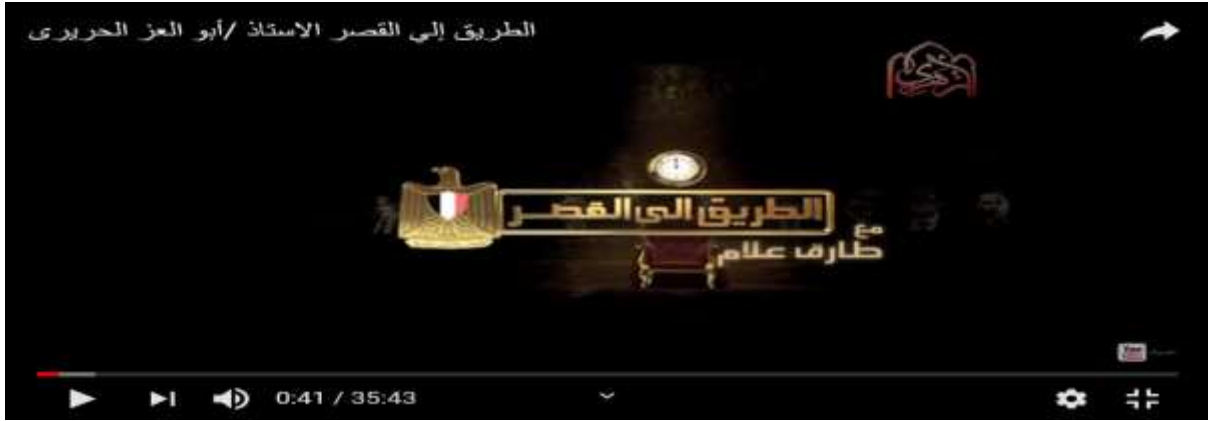 الطريق إلي القصر الاستاذ /أبو العز الحريرى
الطريق الى القصر
مع
طارق علام
0:41 / 35:43